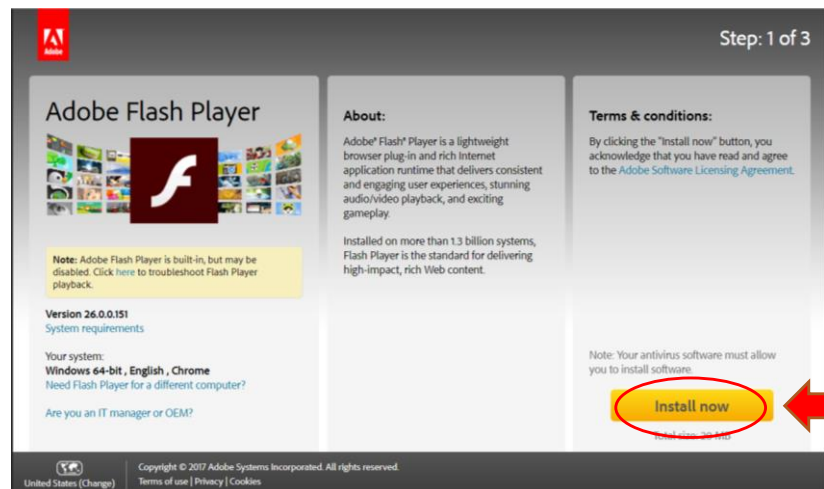 Adobe
Step: 1 of 3
Adobe Flash Player
Note: Adobe Flash Player is built-in, but may be
disabled. Click here to troubleshoot Flash Player
playback.
Version 26.0.0.151
System requirements
Your system:
Windows 64-bit , English , Chrome
Need Flash Player for a different computer?
Are you an IT manager or OEM?
About:
Adobe® Flash® Player is a lightweight
browser plug-in and rich Internet
application runtime that delivers consistent
and engaging user experiences, stunning
audio/video playback, and exciting
gameplay.
Installed on more than 1.3 billion systems,
Flash Player is the standard for delivering
high-impact, rich Web content.
Terms & conditions:
By clicking the "Install now" button, you
acknowledge that you have read and agree
to the Adobe Software Licensing Agreement.
Note: Your antivirus software must allow
you to install software.
Install now
Total size: 20 MB
United States (Change)
Copyright © 2017 Adobe Systems Incorporated. All rights reserved.
Terms of use | Privacy | Cookies